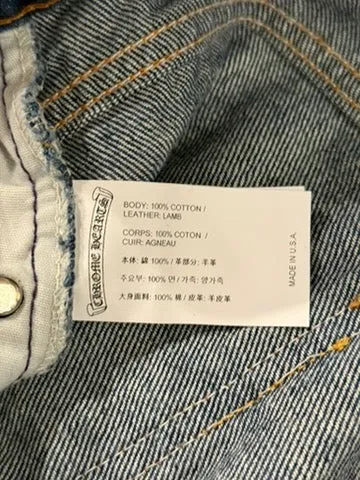 CHROME HEARTS
BODY: 100% COTTON /
LEATHER: LAMB
CORPS: 100% COTON /
CUIR: AGNEAU
本体: 綿 100% / 革部分: 羊革
주요부: 100% 면 / 가죽: 양가죽
大身面料: 100% 棉 / 皮革: 羊皮革
MADE IN U.S.A.